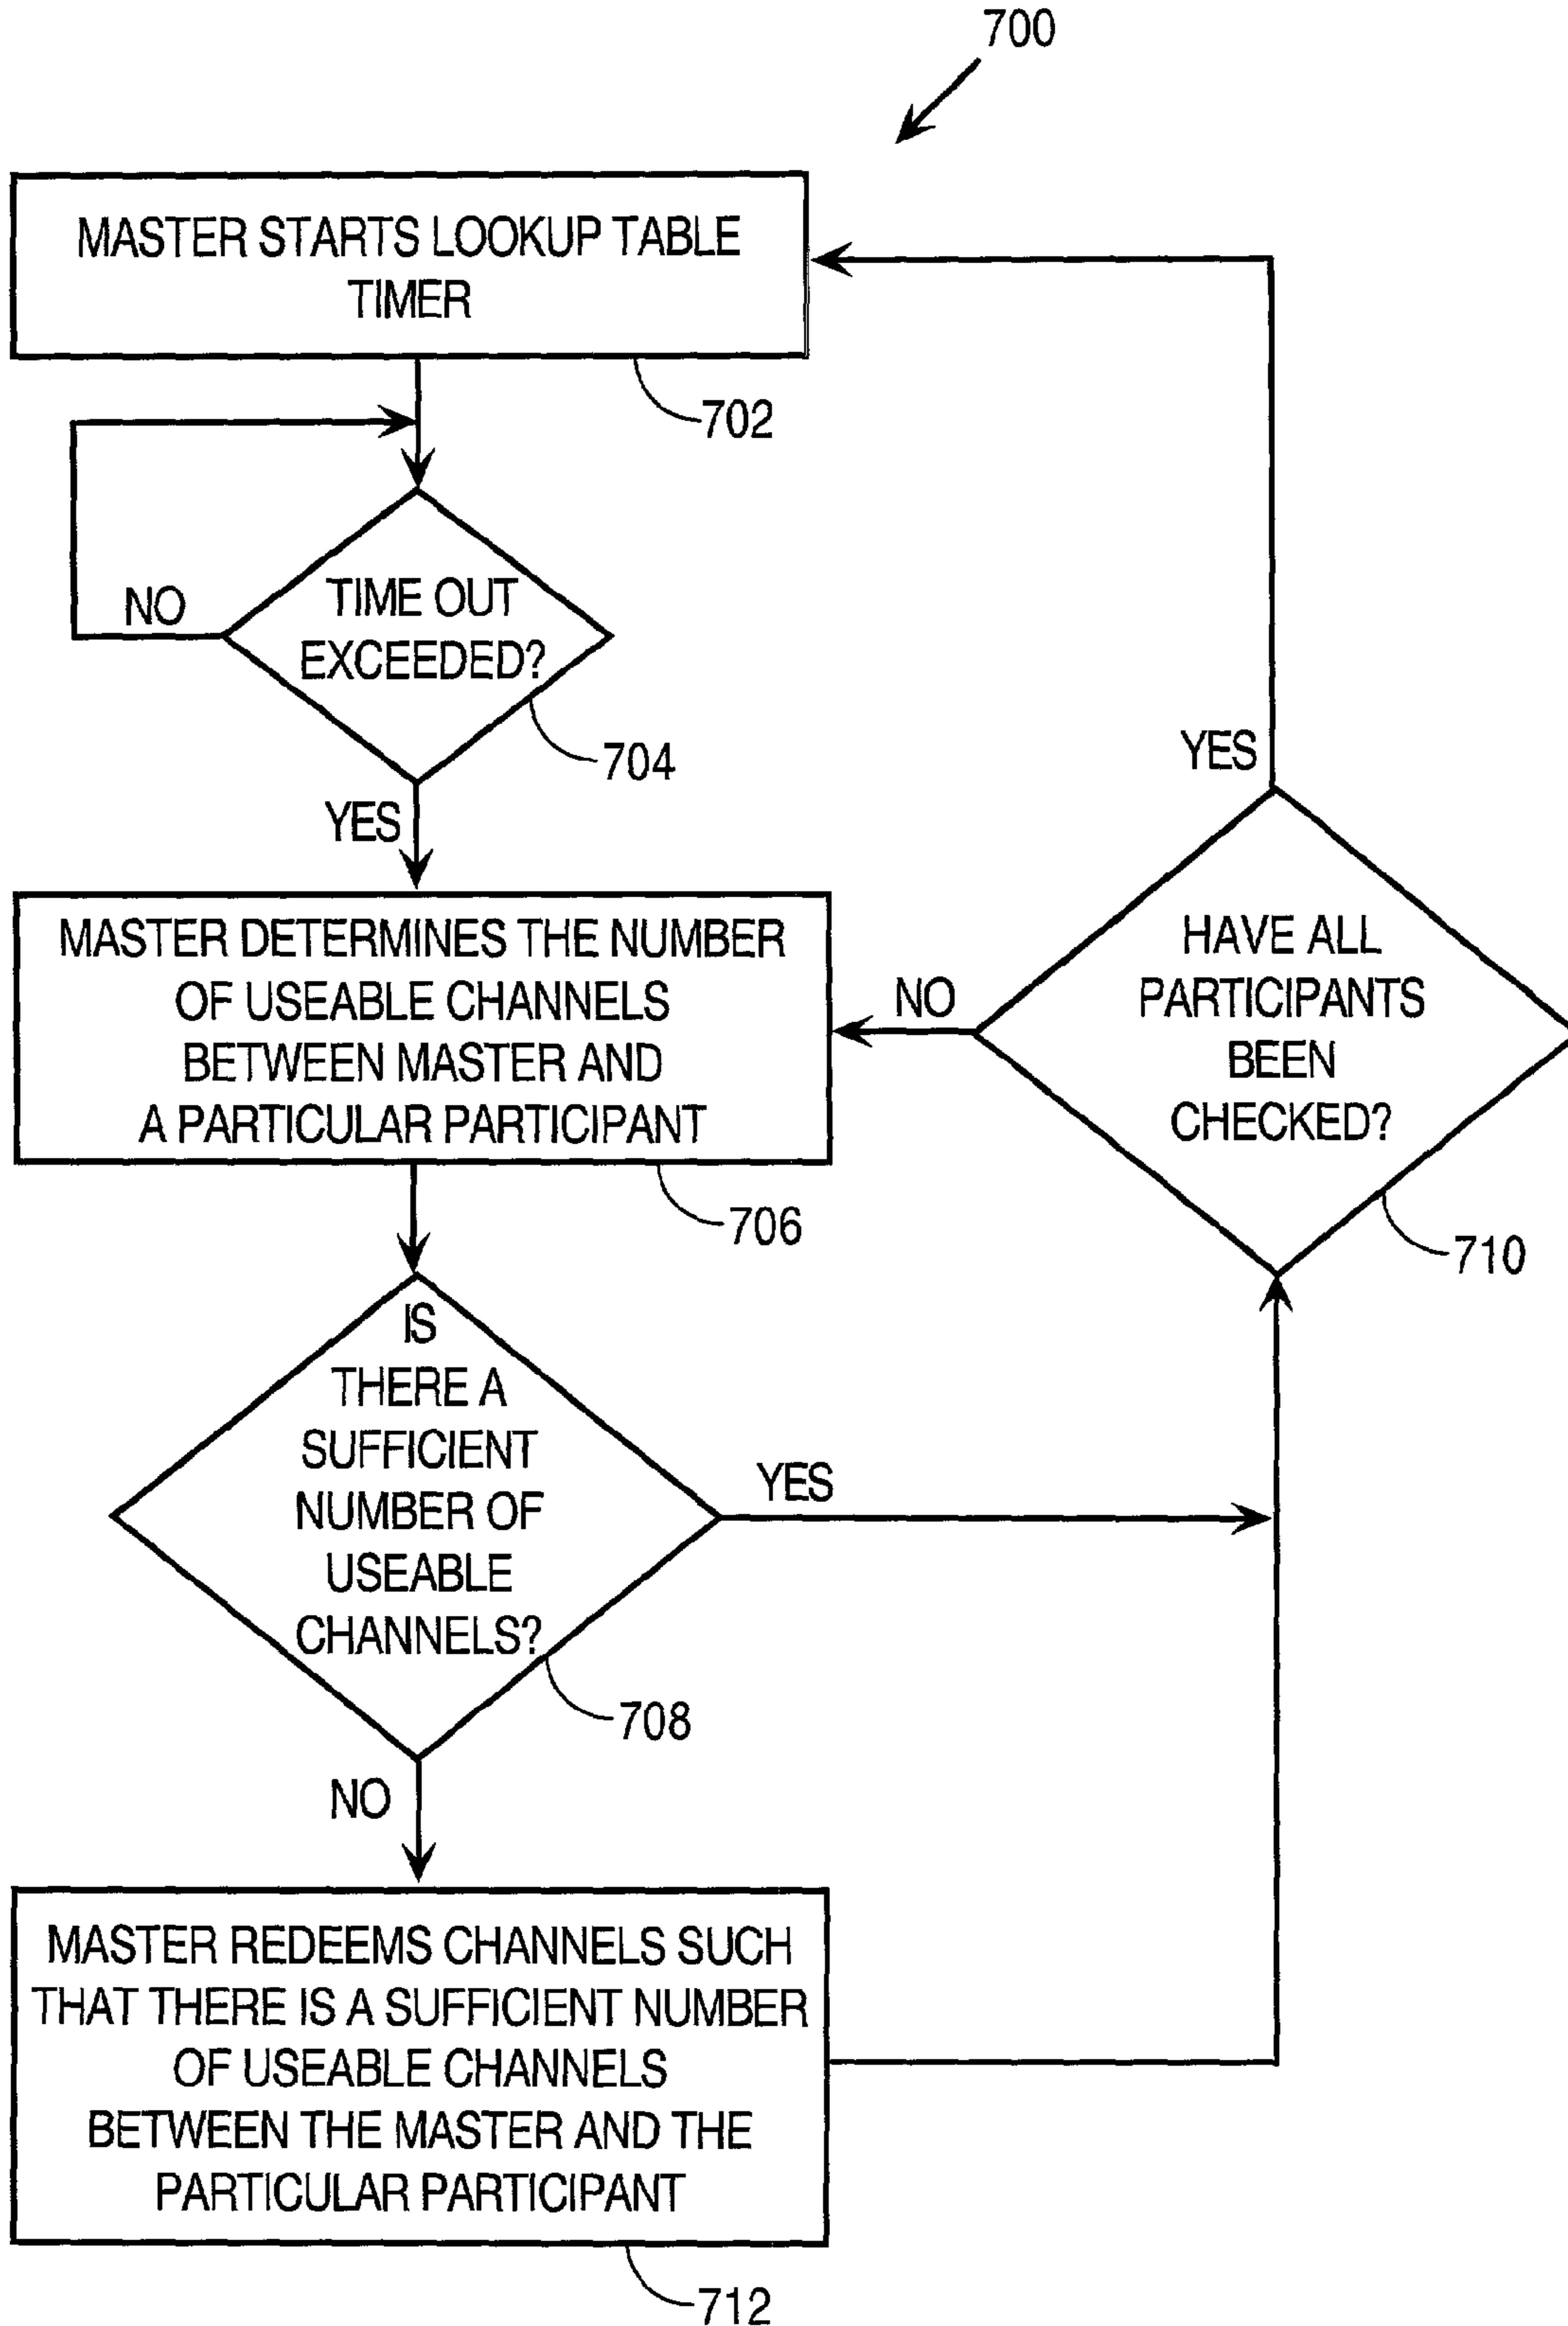 700
MASTER STARTS LOOKUP TABLE
TIMER
702
NO
TIME OUT
EXCEEDED?
704
YES
MASTER DETERMINES THE NUMBER
OF USEABLE CHANNELS
BETWEEN MASTER AND
A PARTICULAR PARTICIPANT
706
IS
THERE A
SUFFICIENT
NUMBER OF
USEABLE
CHANNELS?
708
YES
NO
MASTER REDEEMS CHANNELS SUCH
THAT THERE IS A SUFFICIENT NUMBER
OF USEABLE CHANNELS
BETWEEN THE MASTER AND THE
PARTICULAR PARTICIPANT
712
HAVE ALL
PARTICIPANTS
BEEN
CHECKED?
710
YES
NO